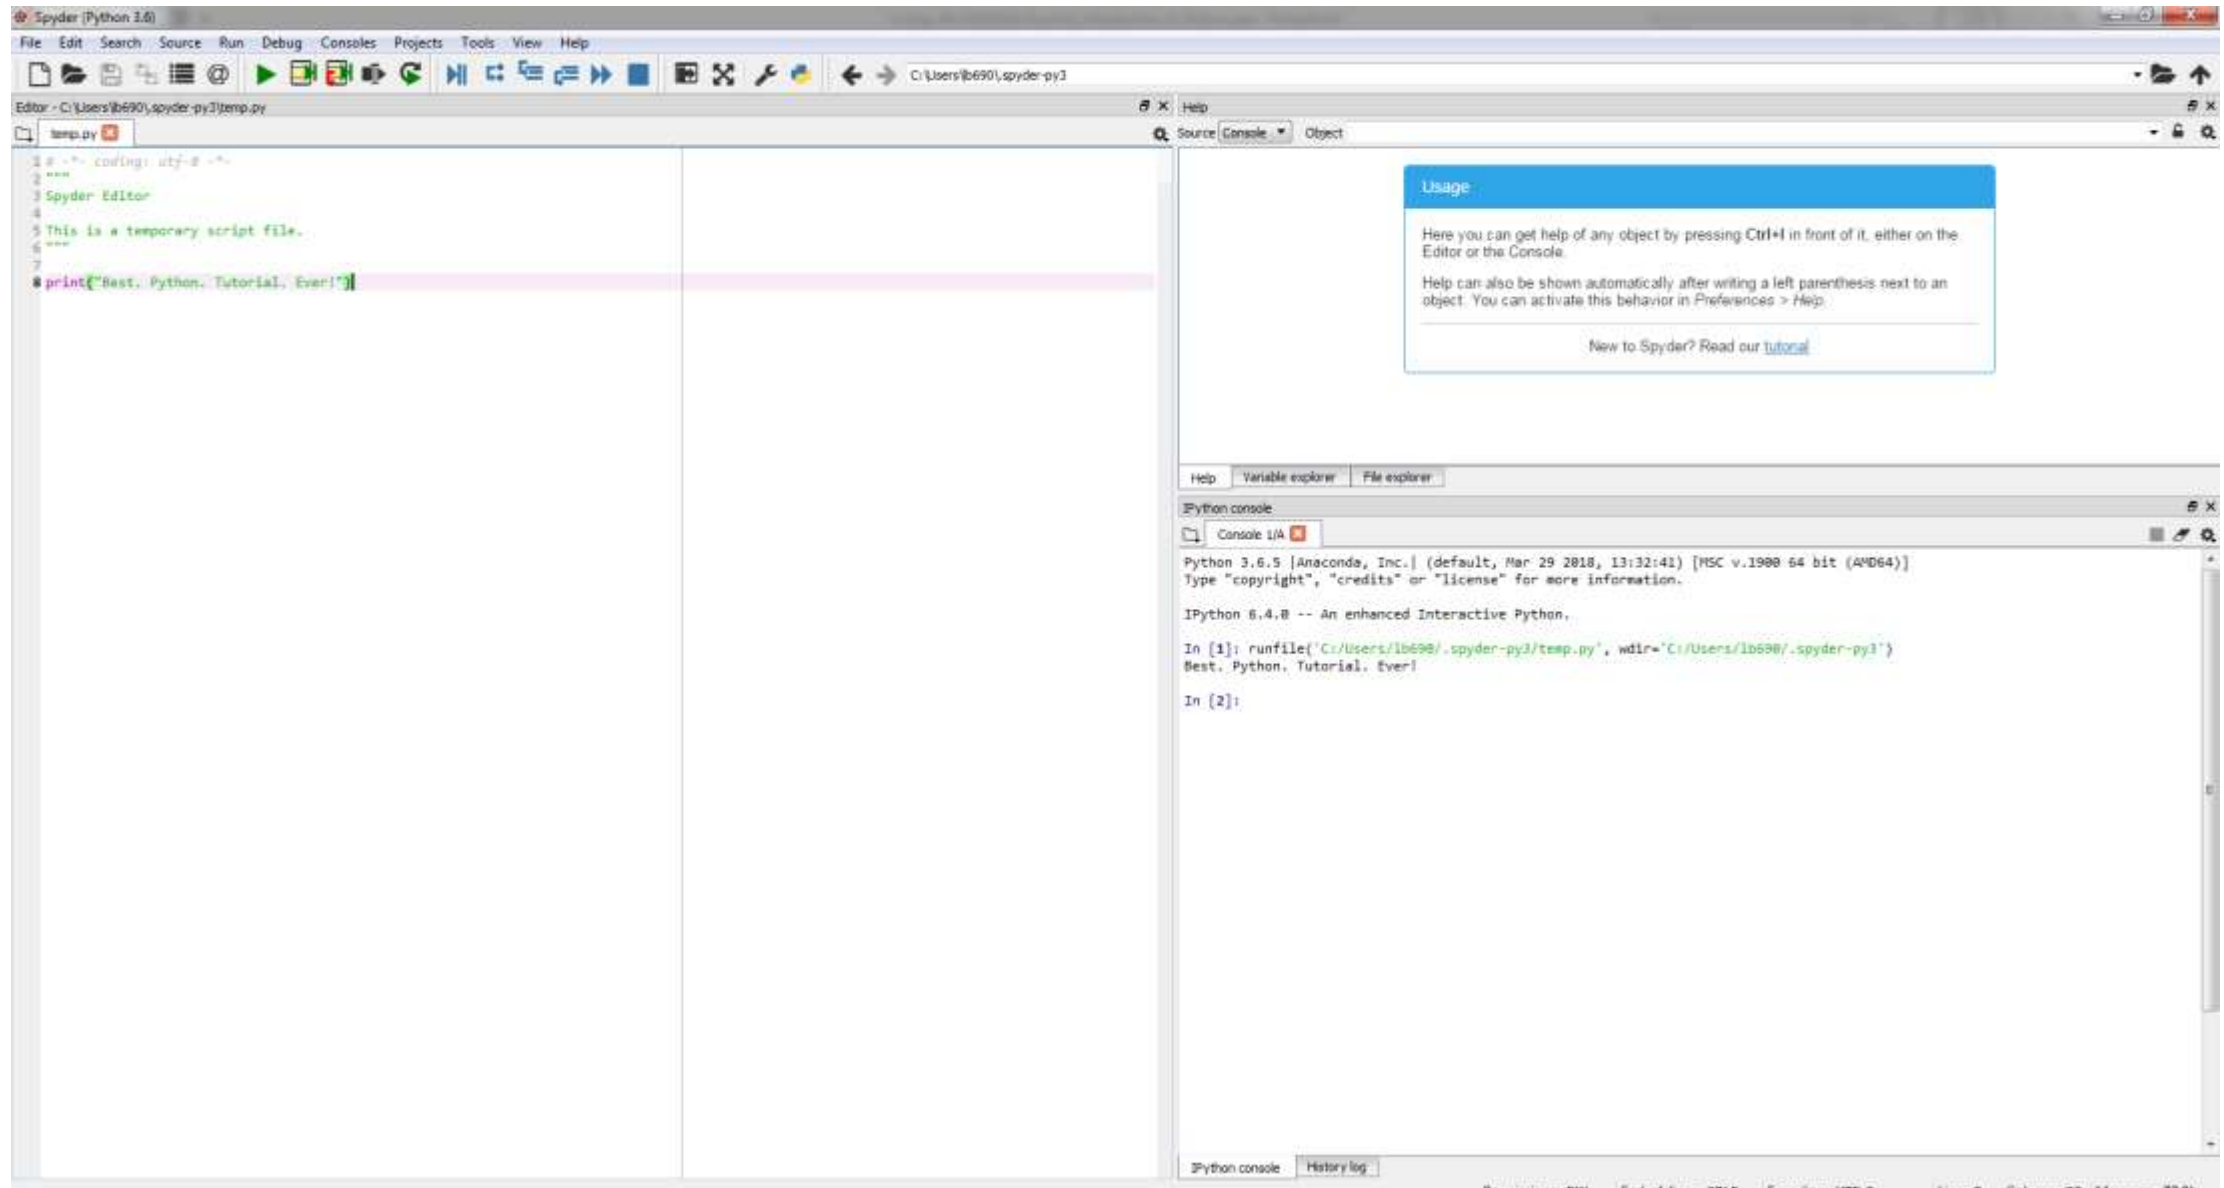 Spyder (Python 3.6)
File Edit Search Source Run Debug Consoles Projects Tools View Help
C:\Users\lb690\.spyder-py3
Editor - C:\Users\lb690\.spyder-py3\temp.py
temp.py
1 # -*- coding: utf-8 -*-
2 """
3 Spyder Editor
4
5 This is a temporary script file.
6 """
7
8 print("Best. Python. Tutorial. Ever!")
Help
Source Console Object
Usage
Here you can get help of any object by pressing Ctrl+I in front of it, either on the
Editor or the Console.
Help can also be shown automatically after writing a left parenthesis next to an
object. You can activate this behavior in Preferences > Help.
New to Spyder? Read our tutorial
Help Variable explorer File explorer
IPython console
Console 1/A
Python 3.6.5 |Anaconda, Inc.| (default, Mar 29 2018, 13:32:41) [MSC v.1900 64 bit (AMD64)]
Type "copyright", "credits" or "license" for more information.
IPython 6.4.0 -- An enhanced Interactive Python.
In [1]: runfile('C:/Users/lb690/.spyder-py3/temp.py', wdir='C:/Users/lb690/.spyder-py3')
Best. Python. Tutorial. Ever!
In [2]:
IPython console History log